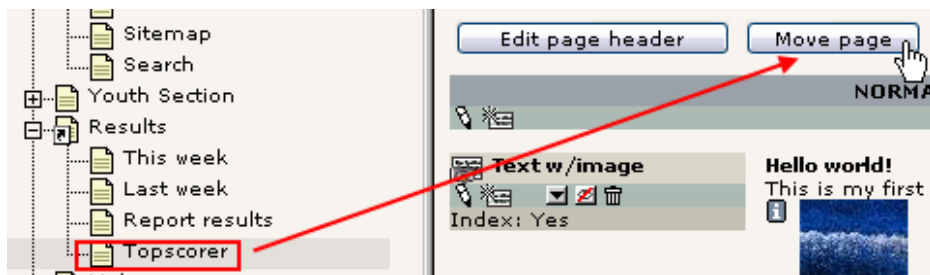 Sitemap
Search
Youth Section
Results
This week
Last week
Report results
Topscorer
Edit page header
Move page
NORMA
Text w/image
Index: Yes
Hello world!
This is my first